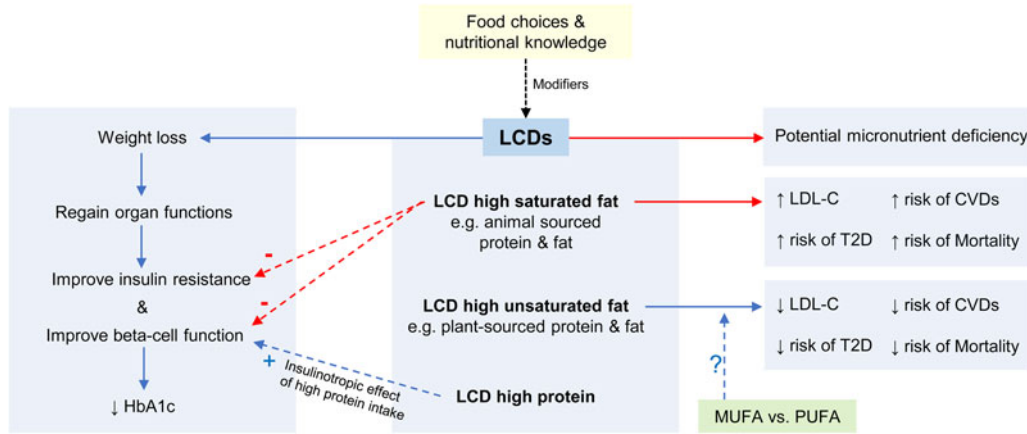 Food choices &
nutritional knowledge
Modifiers
LCDs
Weight loss
Regain organ functions
Improve insulin resistance
&
Improve beta-cell function
↓ HbA1c
-
-
+
Insulinotropic effect
of high protein intake
LCD high saturated fat
e.g. animal sourced
protein & fat
LCD high unsaturated fat
e.g. plant-sourced protein & fat
LCD high protein
Potential micronutrient deficiency
↑ LDL-C ↑ risk of CVDs
↑ risk of T2D ↑ risk of Mortality
↓ LDL-C ↓ risk of CVDs
↓ risk of T2D ↓ risk of Mortality
?
MUFA vs. PUFA